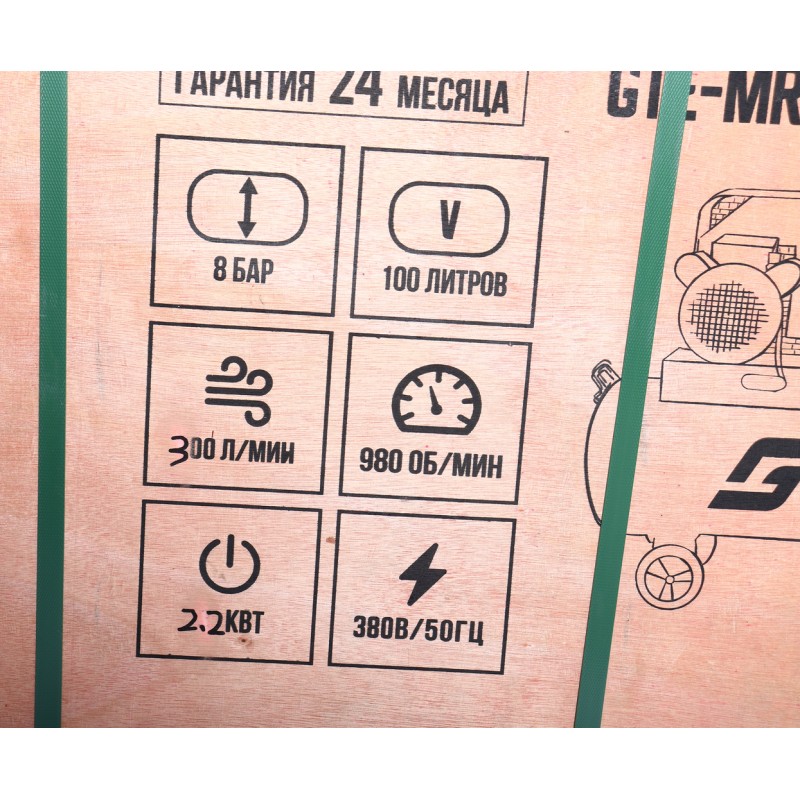 ГАРАНТИЯ 24 МЕСЯЦА
8 БАР
100 ЛИТРОВ
V
300 Л/МИН
980 ОБ/МИН
2.2КВТ
380В/50ГЦ